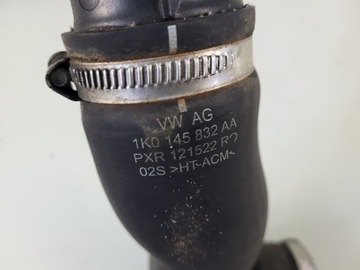 VW AG
1K0 145 832 AA
PXR 121522
02S >HT-ACM<